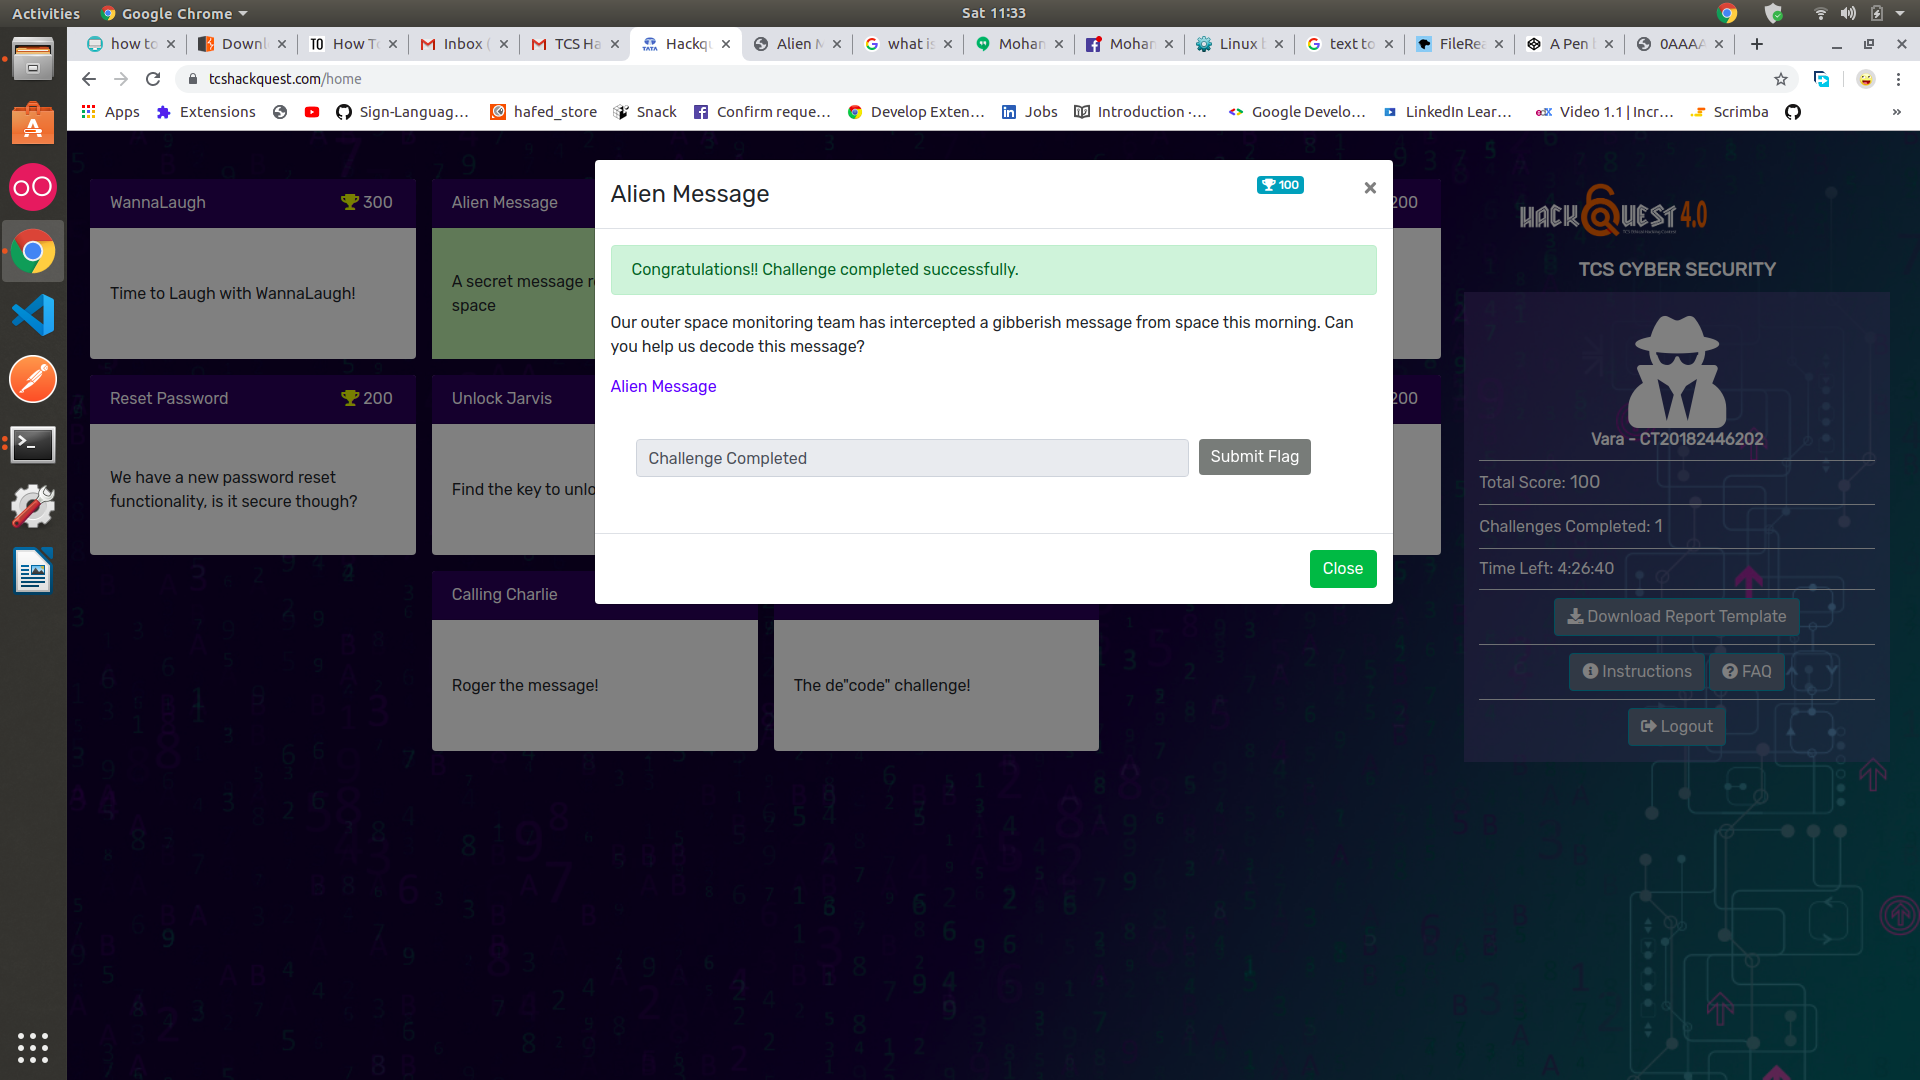 Activities
Google Chrome
Sat 11:33
how to
Downl
How T
Inbox (
TCS Ha
Hackqu
Alien M
what is
Mohan
Mohan
Linux b
text to
FileRea
A Pen b
0AAAA
tcshackquest.com/home
Apps
Extensions
Sign-Languag...
hafed_store
Snack
Confirm reque...
Develop Exten...
Jobs
Introduction -...
Google Develo...
LinkedIn Lear...
Video 1.1 | Incr...
Scrimba
»
WannaLaugh
300
Time to Laugh with WannaLaugh!
Alien Message
A secret message r
space
Reset Password
200
We have a new password reset
functionality, is it secure though?
Unlock Jarvis
Find the key to unlo
200
200
Calling Charlie
Roger the message!
The de"code" challenge!
Alien Message
100
×
Congratulations!! Challenge completed successfully.
Our outer space monitoring team has intercepted a gibberish message from space this morning. Can
you help us decode this message?
Alien Message
Challenge Completed
Submit Flag
Close
HACKQUEST 4.0
TCS CYBER SECURITY
Vara - CT20182446202
Total Score: 100
Challenges Completed: 1
Time Left: 4:26:40
Download Report Template
Instructions
FAQ
Logout